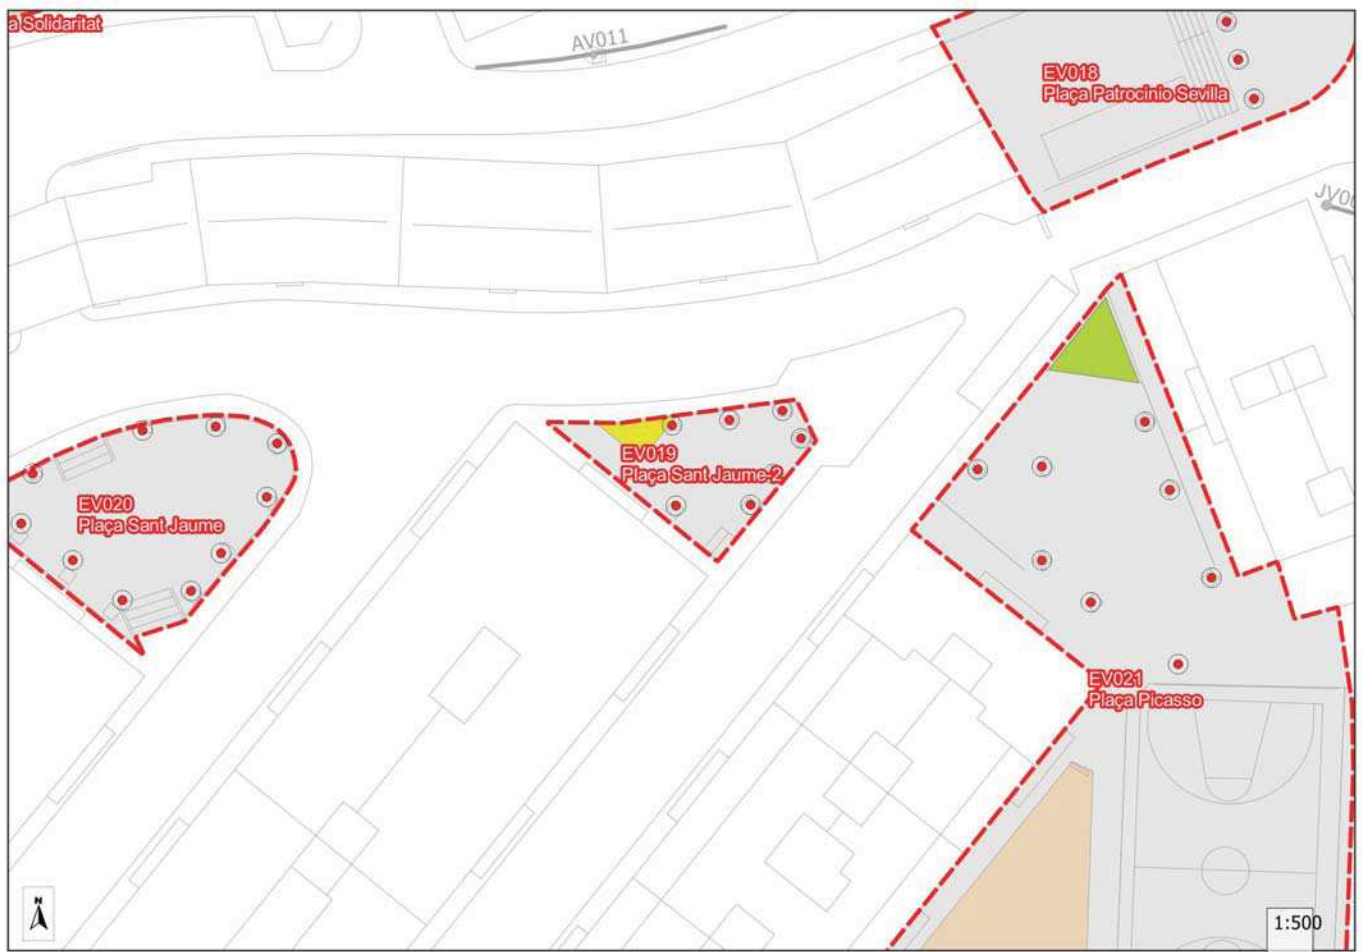 a Solidaritat
AV011
EV018
Plaça Patrocinio Sevilla
EV019
Plaça Sant Jaume-2
EV020
Plaça Sant Jaume
EV021
Plaça Picasso
N
1:500